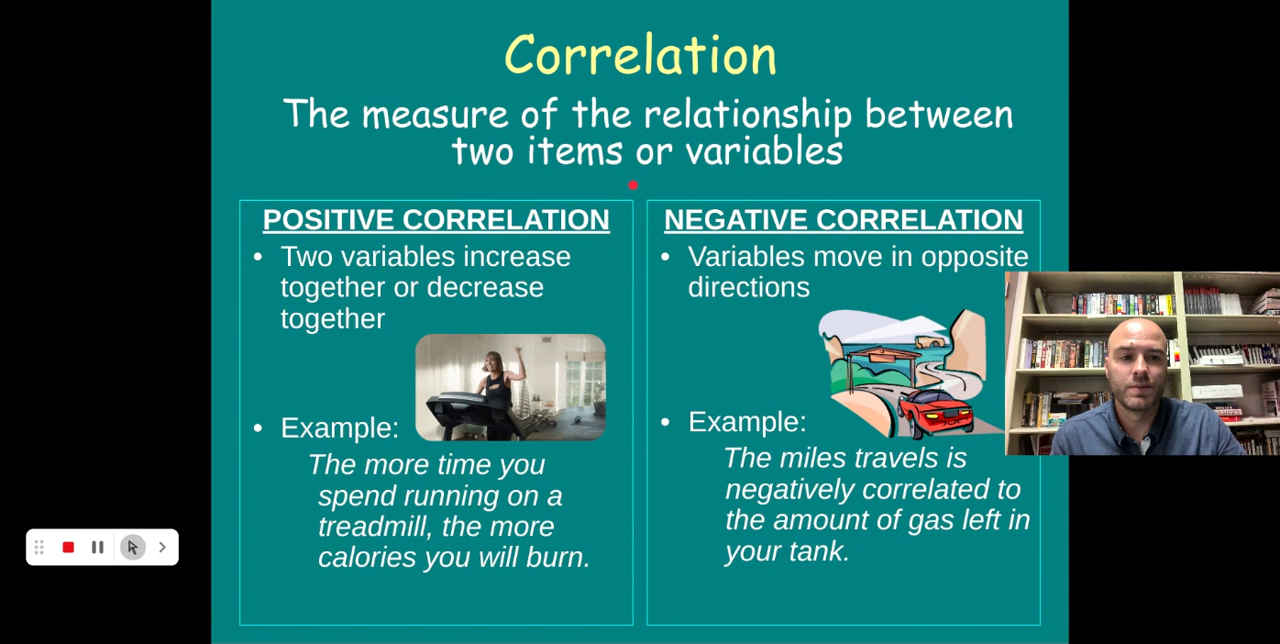 Correlation
The measure of the relationship between
two items or variables
POSITIVE CORRELATION
• Two variables increase
together or decrease
together
• Example:
The more time you
spend running on a
treadmill, the more
calories you will burn.
NEGATIVE CORRELATION
• Variables move in opposite
directions
• Example:
The miles travels is
negatively correlated to
the amount of gas left in
your tank.